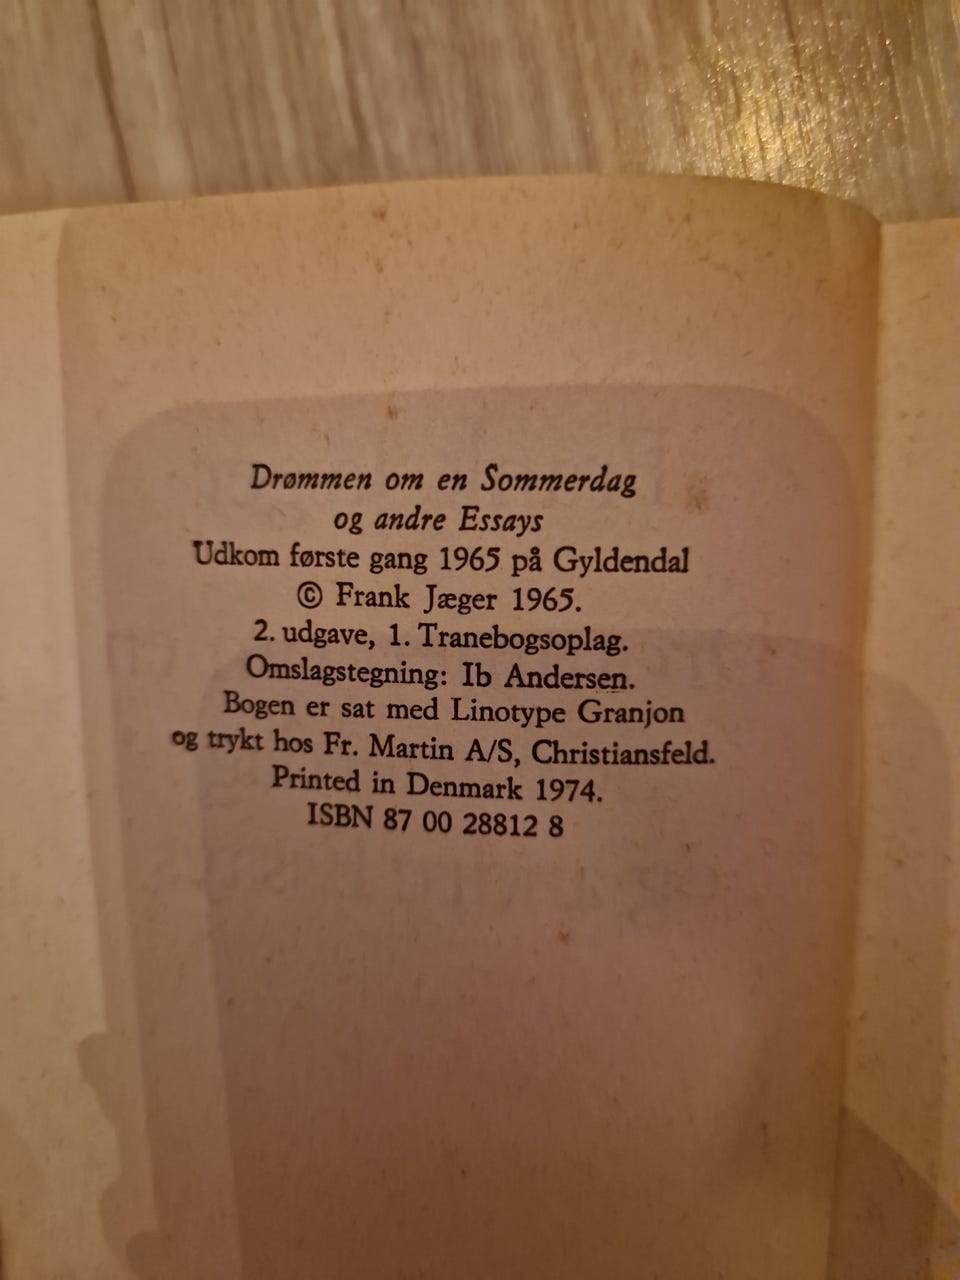 Drømmen om en Sommerdag
og andre Essays
Udkom første gang 1965 på Gyldendal
© Frank Jæger 1965.
2. udgave, 1. Tranebogsoplag.
Omslagstegning: Ib Andersen.
Bogen er sat med Linotype Granjon
og trykt hos Fr. Martin A/S, Christiansfeld.
Printed in Denmark 1974.
ISBN 87 00 28812 8